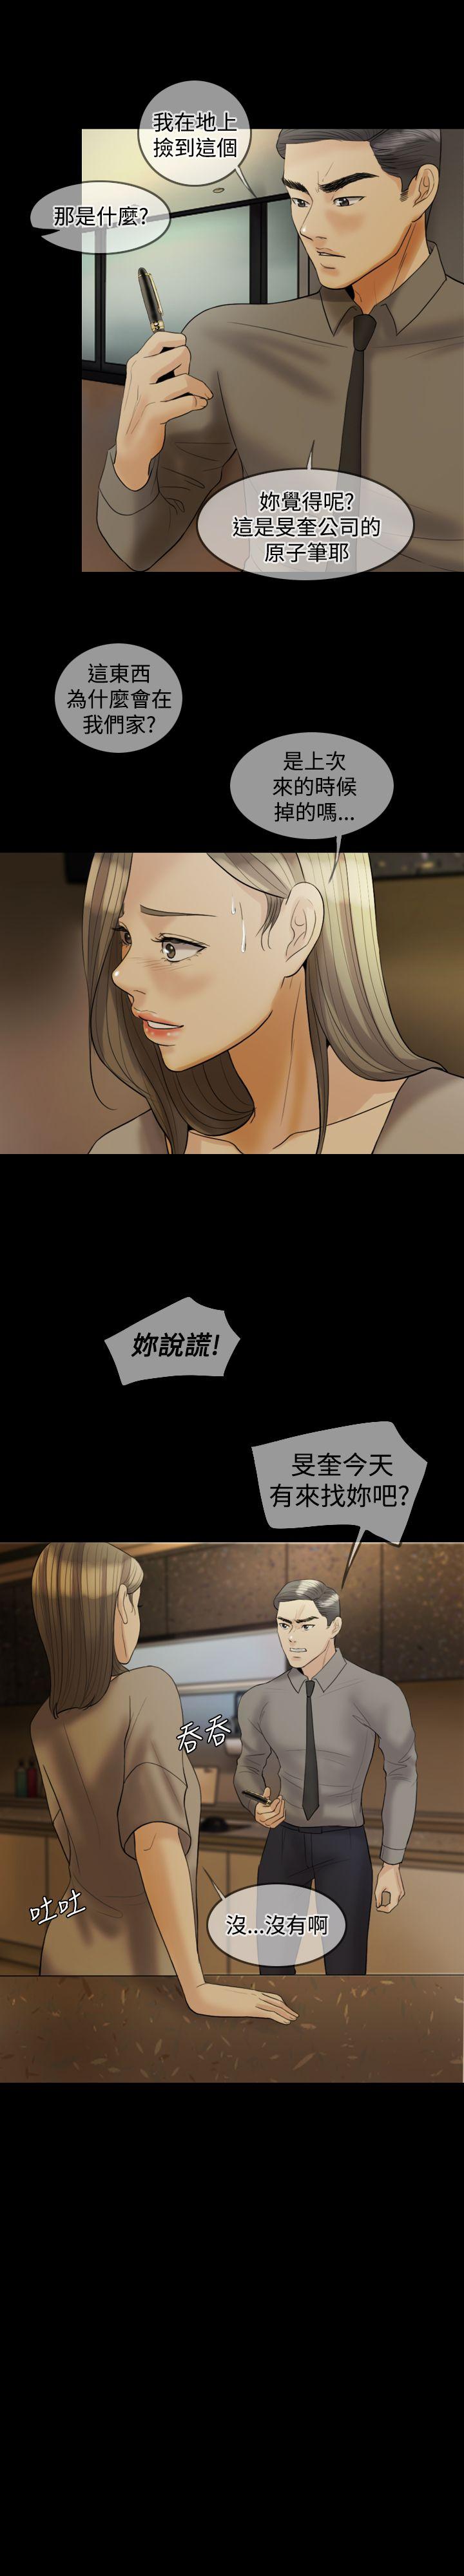 我在地上
撿到這個
那是什麼?
妳覺得呢?
這是旻奎公司的
原子筆耶
這東西
為什麼會在
我們家?
是上次
來的時候
掉的嗎...
妳說謊!
旻奎今天
有來找妳吧?
吞吞
吐吐
沒...沒有啊